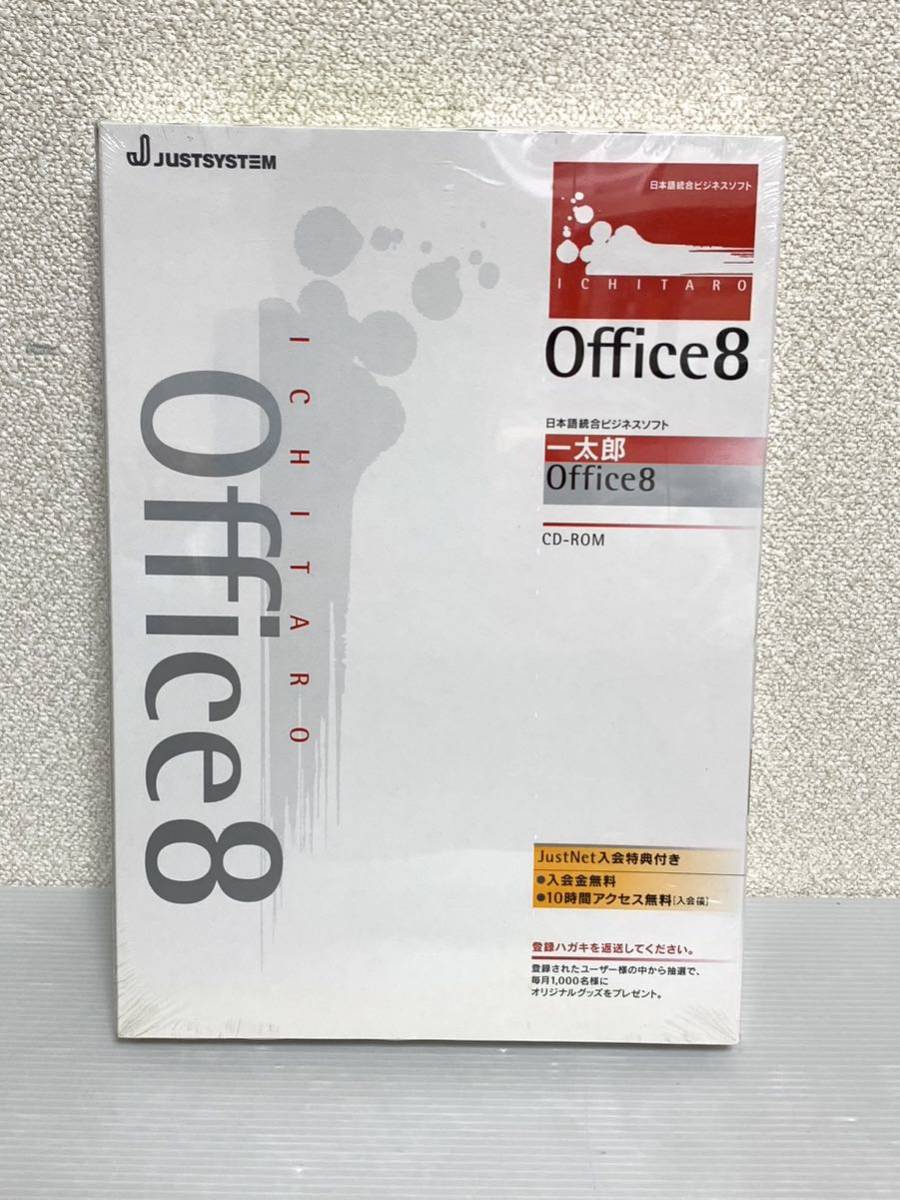 JUSTSYSTEM
ICHITARO
Office8
日本語統合ビジネスソフト
ICHITARO
Office8
日本語統合ビジネスソフト
一太郎
Office8
CD-ROM
JustNet入会特典付き
●入会金無料
●10時間アクセス無料[入会後]
登録ハガキを返送してください。
登録されたユーザー様の中から抽選で、
毎月1,000名様に
オリジナルグッズをプレゼント。